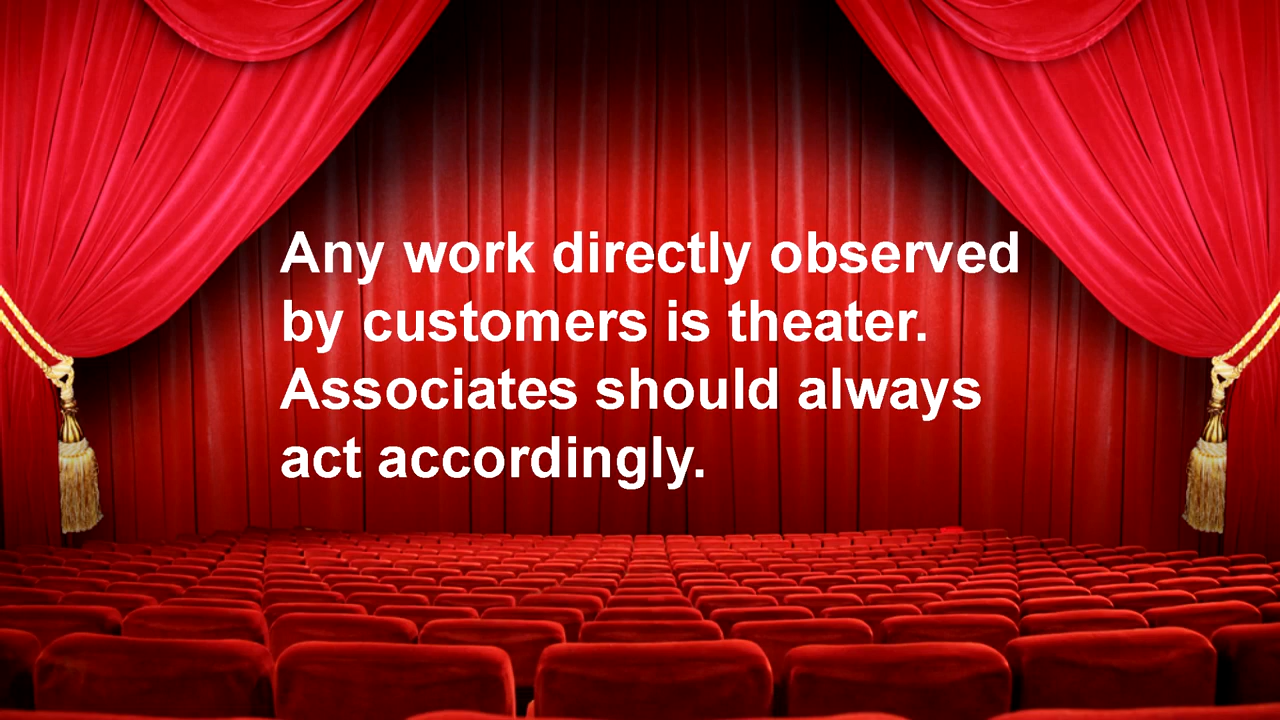 Any work directly observed
by customers is theater.
Associates should always
act accordingly.